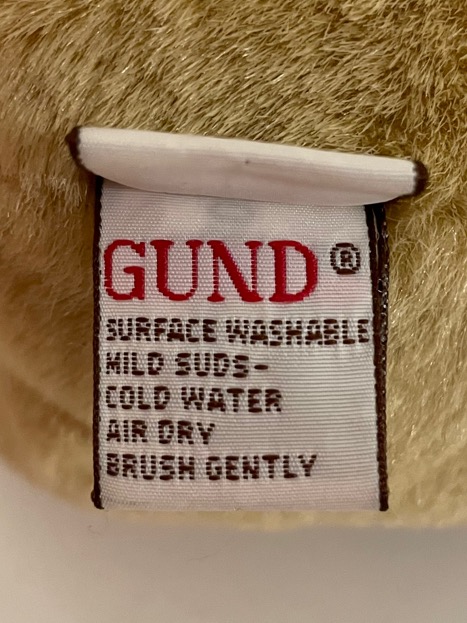 GUND®
SURFACE WASHABLE
MILD SUDS-
COLD WATER
AIR DRY
BRUSH GENTLY